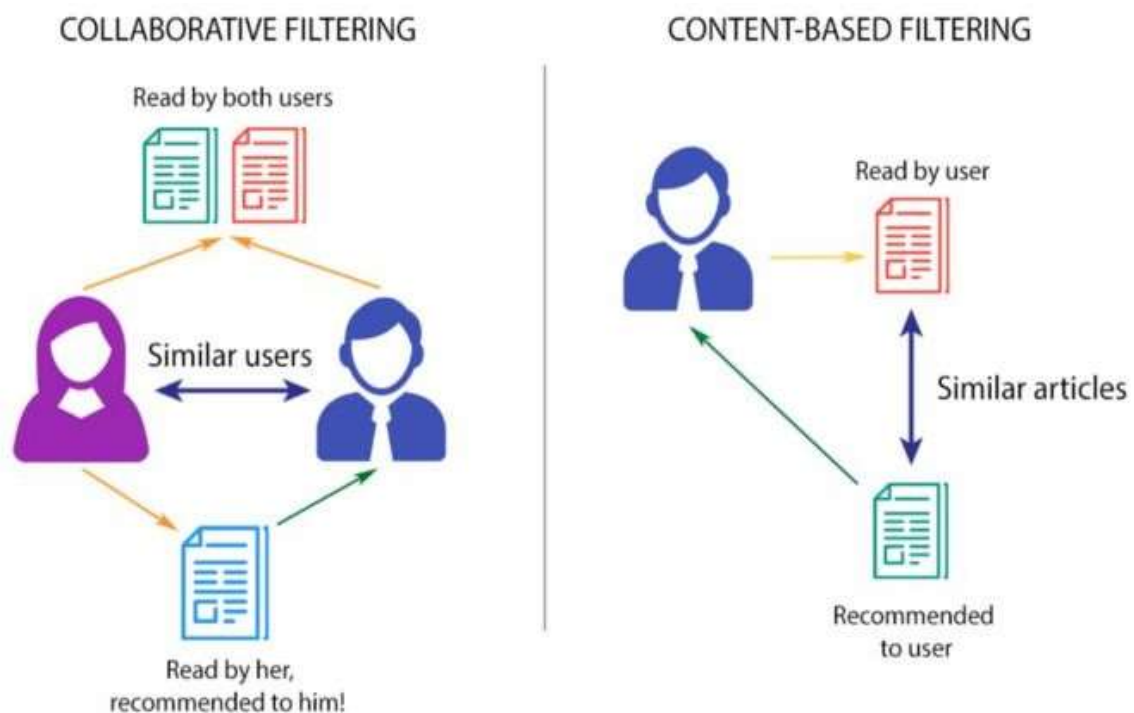 COLLABORATIVE FILTERING
Read by both users
Similar users
Read by her,
recommended to him!
CONTENT-BASED FILTERING
Read by user
Similar articles
Recommended
to user